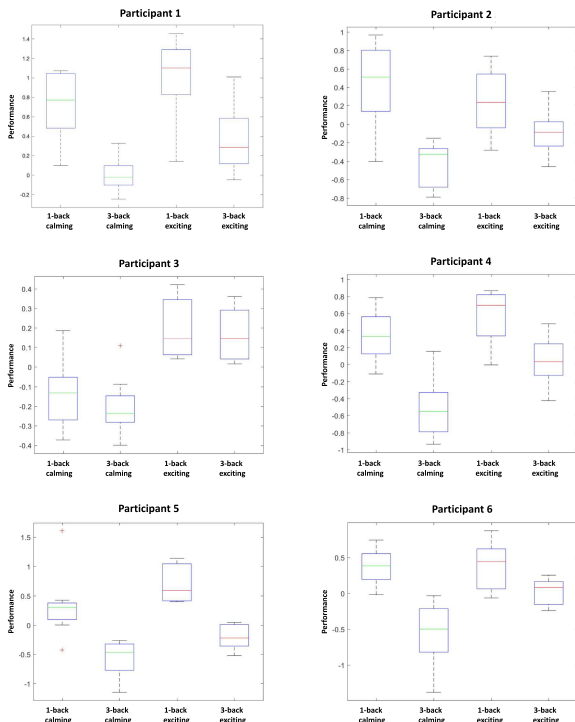 Participant 1
Performance
1.4
1.2
1
0.8
0.6
0.4
0.2
0
-0.2
1-back calming
3-back calming
1-back exciting
3-back exciting
Participant 2
Performance
1
0.8
0.6
0.4
0.2
0
-0.2
-0.4
-0.6
-0.8
1-back calming
3-back calming
1-back exciting
3-back exciting
Participant 3
Performance
0.4
0.3
0.2
0.1
0
-0.1
-0.2
-0.3
-0.4
1-back calming
3-back calming
1-back exciting
3-back exciting
Participant 4
Performance
1
0.8
0.6
0.4
0.2
0
-0.2
-0.4
-0.6
-0.8
-1
1-back calming
3-back calming
1-back exciting
3-back exciting
Participant 5
Performance
1.5
1
0.5
0
-0.5
-1
1-back calming
3-back calming
1-back exciting
3-back exciting
Participant 6
Performance
0.5
0
-0.5
-1
1-back calming
3-back calming
1-back exciting
3-back exciting